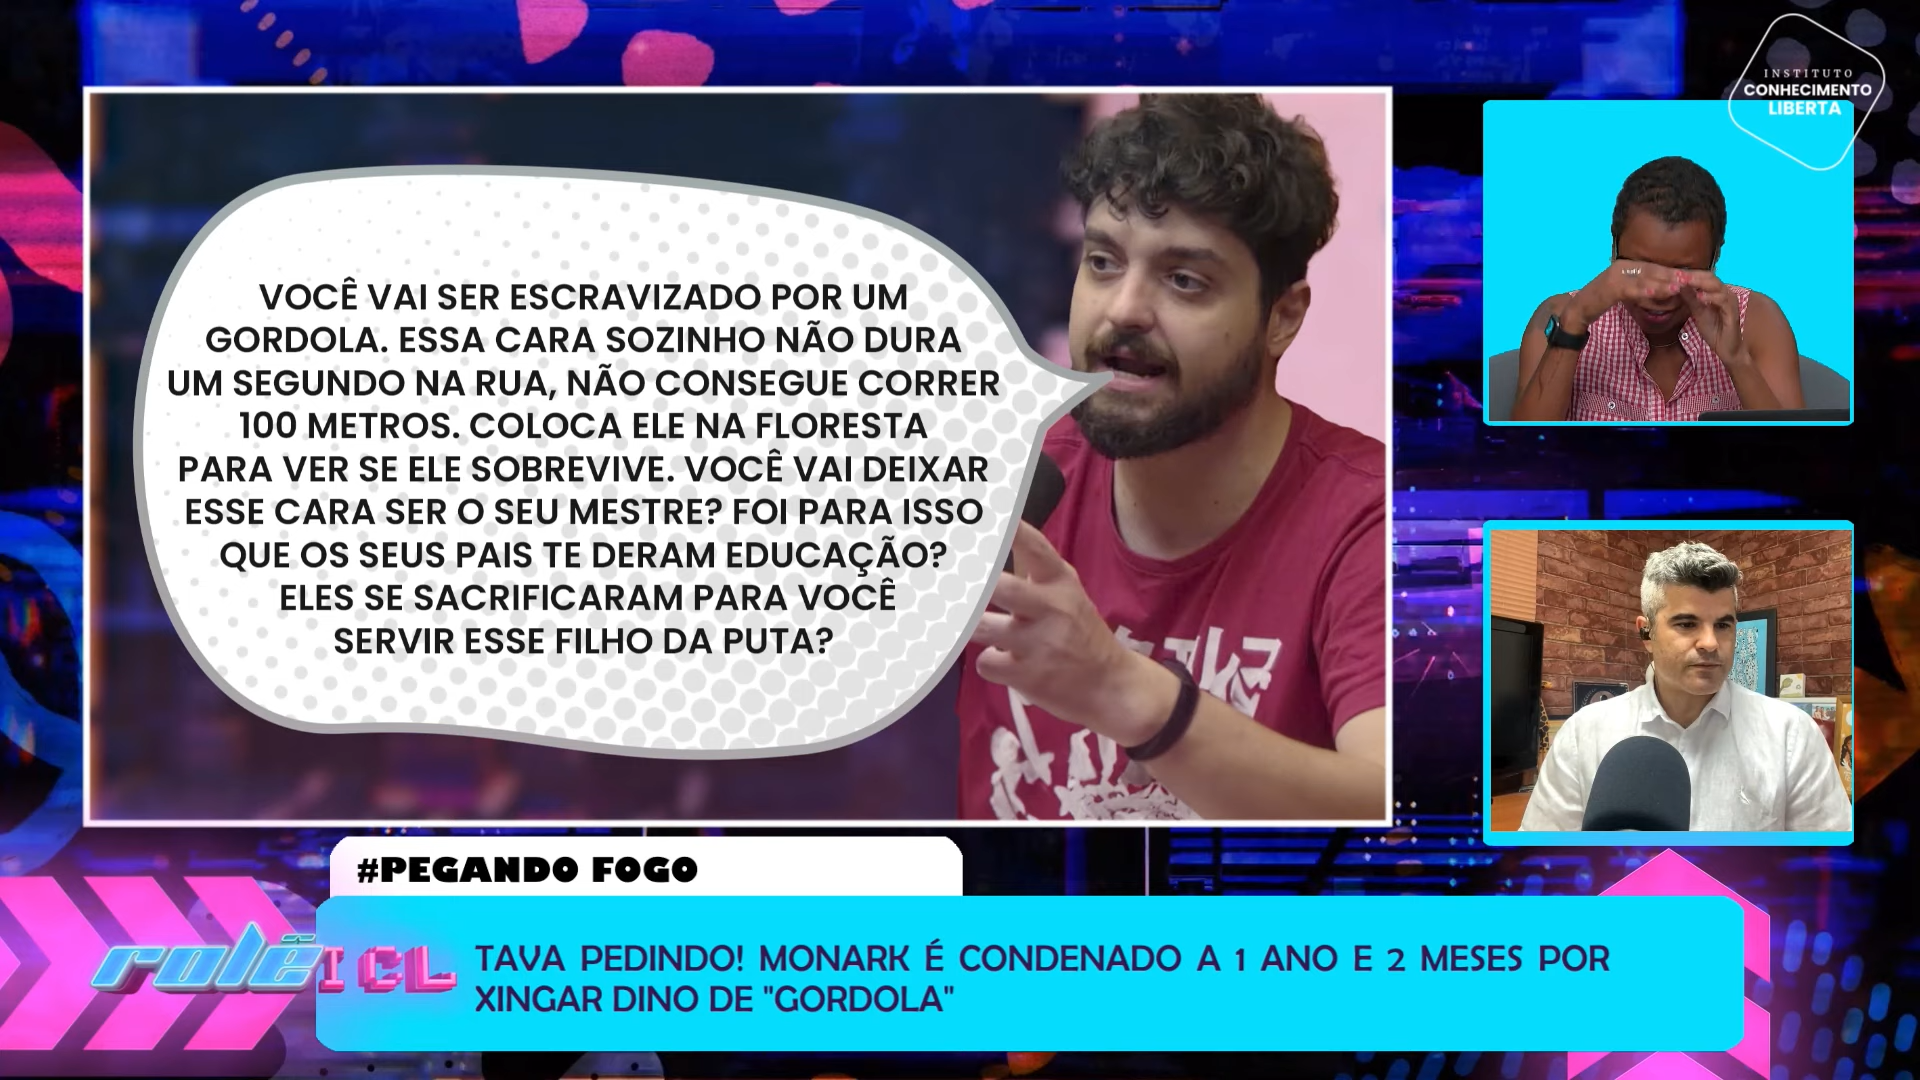 INSTITUTO
CONHECIMENTO
LIBERTA
VOCÊ VAI SER ESCRAVIZADO POR UM
GORDOLA. ESSA CARA SOZINHO NÃO DURA
UM SEGUNDO NA RUA, NÃO CONSEGUE CORRER
100 METROS. COLOCA ELE NA FLORESTA
PARA VER SE ELE SOBREVIVE. VOCÊ VAI DEIXAR
ESSE CARA SER O SEU MESTRE? FOI PARA ISSO
QUE OS SEUS PAIS TE DERAM EDUCAÇÃO?
ELES SE SACRIFICARAM PARA VOCÊ
SERVIR ESSE FILHO DA PUTA?
#PEGANDO FOGO
rolê ICL
TAVA PEDINDO! MONARK É CONDENADO A 1 ANO E 2 MESES POR
XINGAR DINO DE "GORDOLA"